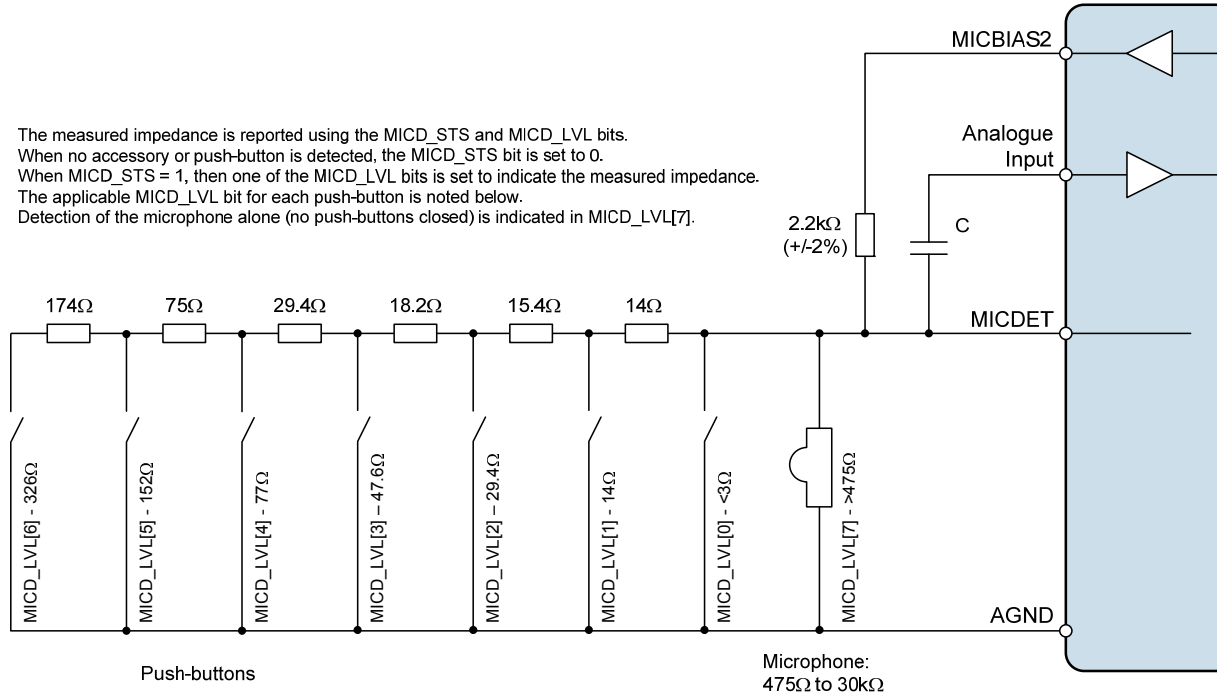 MICBIAS2
The measured impedance is reported using the MICD_STS and MICD_LVL bits.
When no accessory or push-button is detected, the MICD_STS bit is set to 0.
When MICD_STS = 1, then one of the MICD_LVL bits is set to indicate the measured impedance.
The applicable MICD_LVL bit for each push-button is noted below.
Detection of the microphone alone (no push-buttons closed) is indicated in MICD_LVL[7].
Analogue
Input
2.2kΩ
(+/-2%)
C
174Ω
75Ω
29.4Ω
18.2Ω
15.4Ω
14Ω
MICDET
MICD_LVL[6] - 326Ω
MICD_LVL[5] - 152Ω
MICD_LVL[4] - 77Ω
MICD_LVL[3] – 47.6Ω
MICD_LVL[2] – 29.4Ω
MICD_LVL[1] - 14Ω
MICD_LVL[0] - <3Ω
MICD_LVL[7] - >475Ω
AGND
Push-buttons
Microphone:
475Ω to 30kΩ